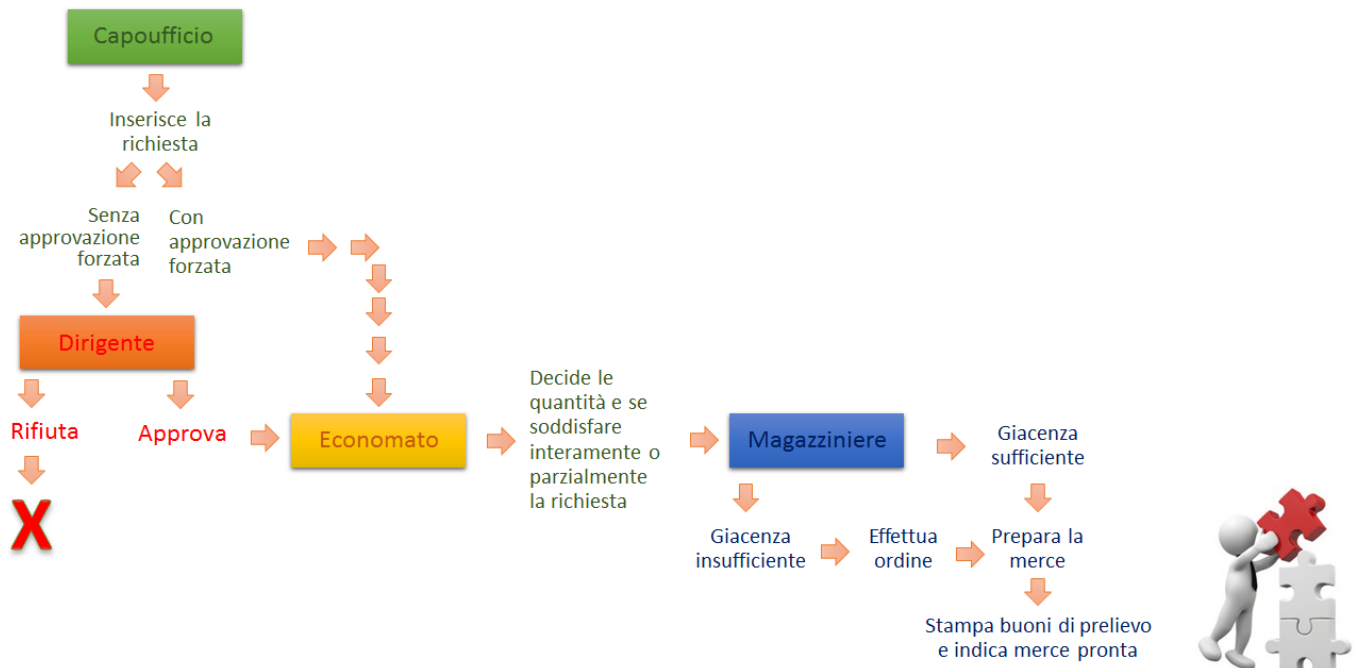 Capoufficio
Inserisce la
richiesta
Senza
approvazione
forzata
Con
approvazione
forzata
Dirigente
Rifiuta
Approva
X
Economato
Decide le
quantità e se
soddisfare
interamente o
parzialmente
la richiesta
Magazziniere
Giacenza
sufficiente
Giacenza
insufficiente
Effettua
ordine
Prepara la
merce
Stampa buoni di prelievo
e indica merce pronta